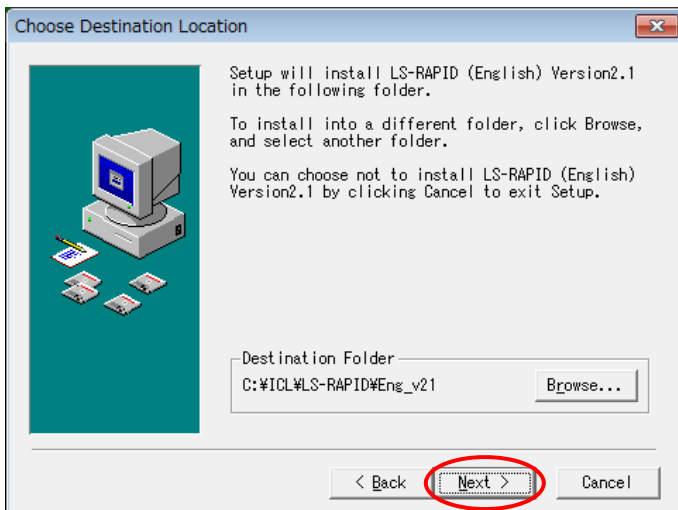 Choose Destination Location
Setup will install LS-RAPID (English) Version2.1
in the following folder.
To install into a different folder, click Browse,
and select another folder.
You can choose not to install LS-RAPID (English)
Version2.1 by clicking Cancel to exit Setup.
Destination Folder
C:¥ICL¥LS-RAPID¥Eng_v21
Browse...
< Back
Next >
Cancel